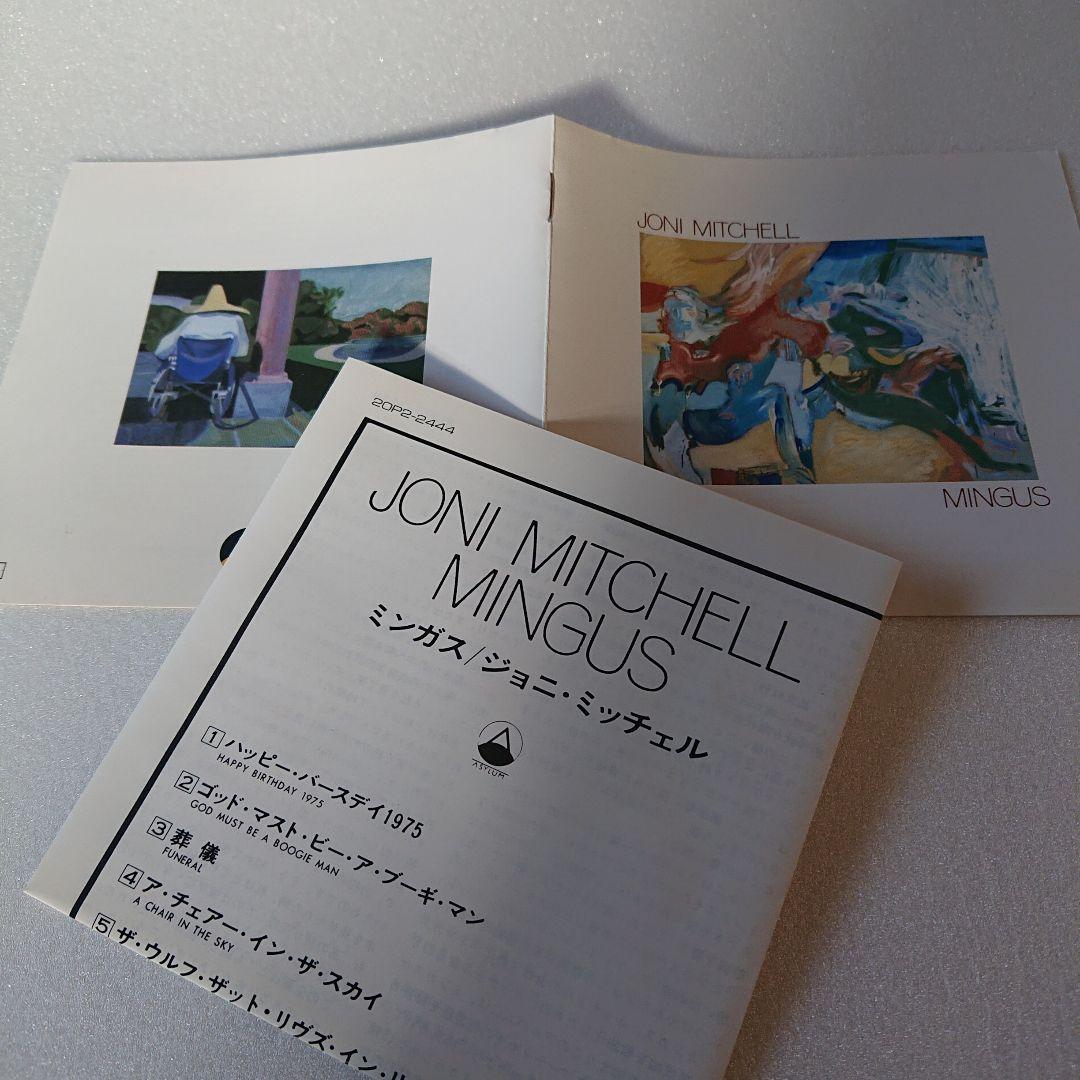 JONI MITCHELL
MINGUS
20P2-2444
JONI MITCHELL
MINGUS
ミンガス/ジョニ・ミッチェル
ASYLUM
1 ハッピー・バースデイ1975
HAPPY BIRTHDAY 1975
2 ゴッド・マスト・ビー・ア・ブーギ・マン
GOD MUST BE A BOOGIE MAN
3 葬儀
FUNERAL
4 ア・チェアー・イン・ザ・スカイ
A CHAIR IN THE SKY
5 ザ・ウルフ・ザット・リヴズ・イン・リ